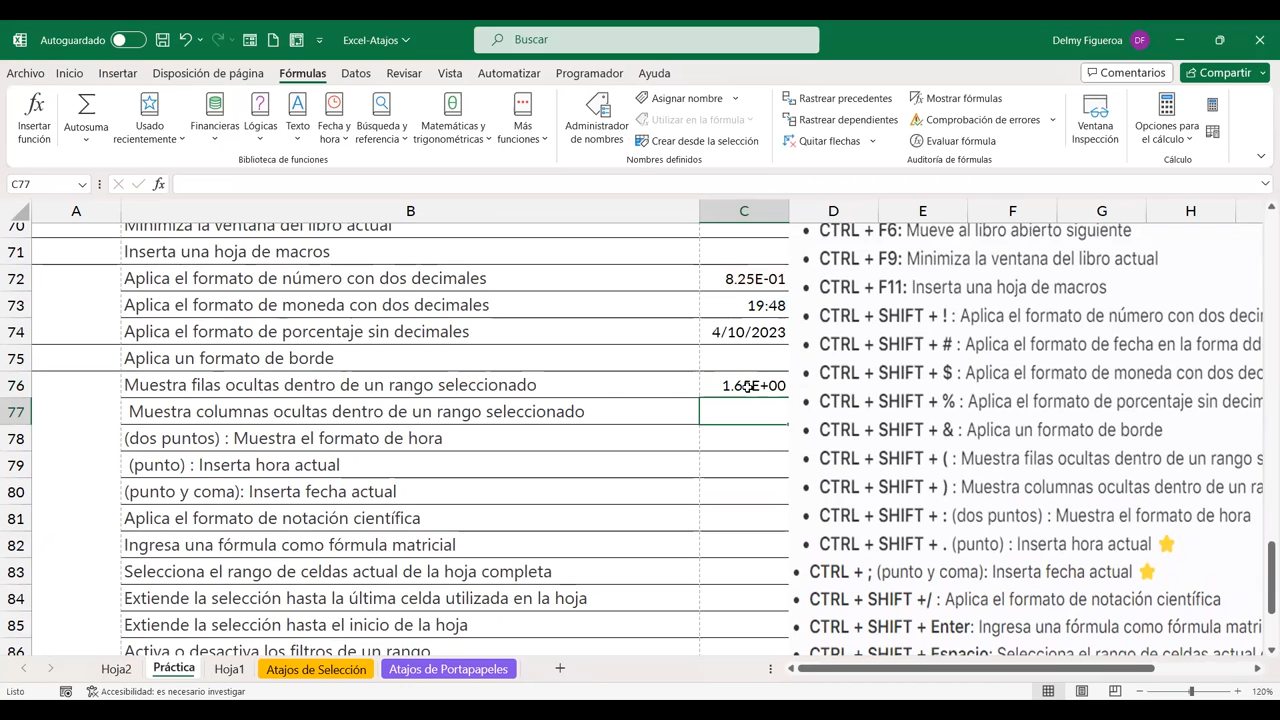 Autoguardado
Excel-Atajos
Buscar
Delmy Figueroa
DF
Archivo
Inicio
Insertar
Disposición de página
Fórmulas
Datos
Revisar
Vista
Automatizar
Programador
Ayuda
Comentarios
Compartir
Insertar
función
Autosuma
Usado
recientemente
Financieras
Lógicas
Texto
Fecha y
hora
Búsqueda y
referencia
Matemáticas y
trigonométricas
Más
funciones
Biblioteca de funciones
Administrador
de nombres
Asignar nombre
Utilizar en la fórmula
Crear desde la selección
Nombres definidos
Rastrear precedentes
Rastrear dependientes
Quitar flechas
Mostrar fórmulas
Comprobación de errores
Evaluar fórmula
Auditoría de fórmulas
Ventana
Inspección
Opciones para
el cálculo
Cálculo
C77
fx
A B C D E F G H
70 Minimiza la ventana del libro actual
71 Inserta una hoja de macros
72 Aplica el formato de número con dos decimales 8.25E-01
73 Aplica el formato de moneda con dos decimales 19:48
74 Aplica el formato de porcentaje sin decimales 4/10/2023
75 Aplica un formato de borde
76 Muestra filas ocultas dentro de un rango seleccionado 1.65E+00
77 Muestra columnas ocultas dentro de un rango seleccionado
78 (dos puntos) : Muestra el formato de hora
79 (punto) : Inserta hora actual
80 (punto y coma): Inserta fecha actual
81 Aplica el formato de notación científica
82 Ingresa una fórmula como fórmula matricial
83 Selecciona el rango de celdas actual de la hoja completa
84 Extiende la selección hasta la última celda utilizada en la hoja
85 Extiende la selección hasta el inicio de la hoja
86 Activa o desactiva los filtros de un rango
• CTRL + F6: Mueve al libro abierto siguiente
• CTRL + F9: Minimiza la ventana del libro actual
• CTRL + F11: Inserta una hoja de macros
• CTRL + SHIFT + ! : Aplica el formato de número con dos deci
• CTRL + SHIFT + # : Aplica el formato de fecha en la forma dd
• CTRL + SHIFT + $ : Aplica el formato de moneda con dos dec
• CTRL + SHIFT + % : Aplica el formato de porcentaje sin decim
• CTRL + SHIFT + & : Aplica un formato de borde
• CTRL + SHIFT + ( : Muestra filas ocultas dentro de un rango s
• CTRL + SHIFT + ) : Muestra columnas ocultas dentro de un ra
• CTRL + SHIFT + : (dos puntos) : Muestra el formato de hora
• CTRL + SHIFT + . (punto) : Inserta hora actual
• CTRL + ; (punto y coma): Inserta fecha actual
• CTRL + SHIFT +/ : Aplica el formato de notación científica
• CTRL + SHIFT + Enter: Ingresa una fórmula como fórmula matri
• CTRL + SHIFT + Espacio: Selecciona el rango de celdas actual
Hoja2
Práctica
Hoja1
Atajos de Selección
Atajos de Portapapeles
Listo
Accesibilidad: es necesario investigar
120%